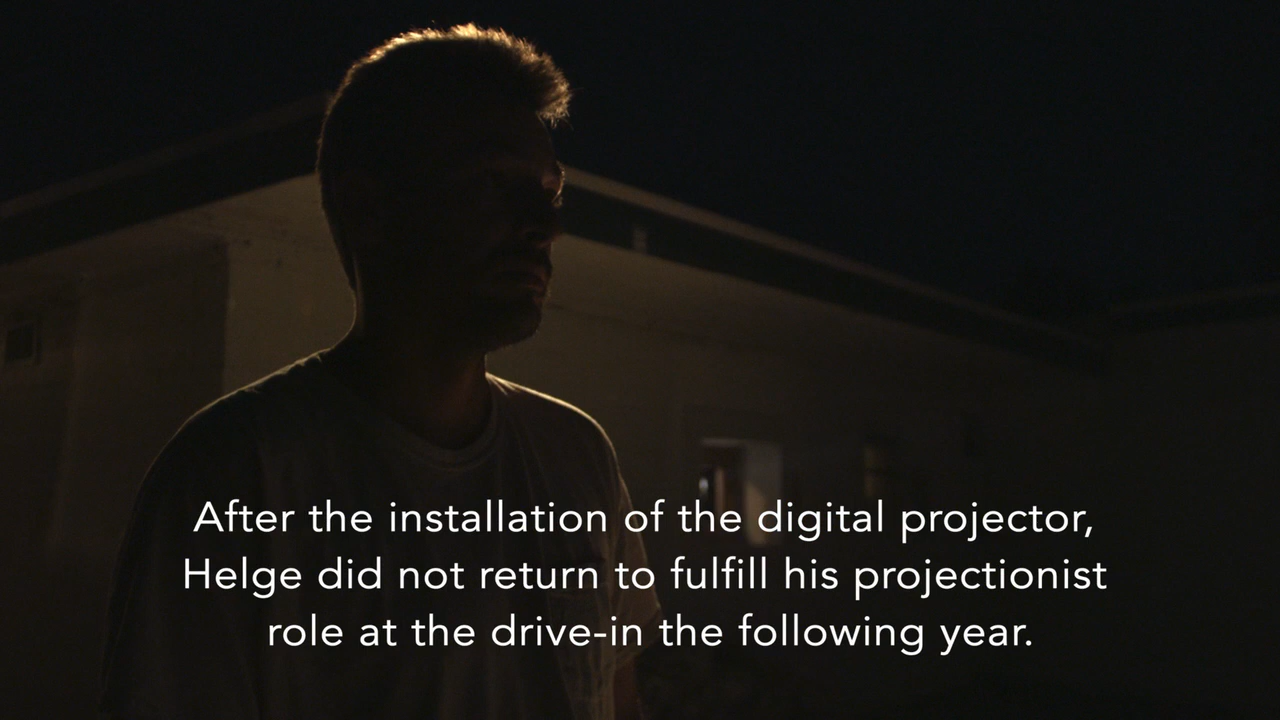 After the installation of the digital projector,
Helge did not return to fulfill his projectionist
role at the drive-in the following year.